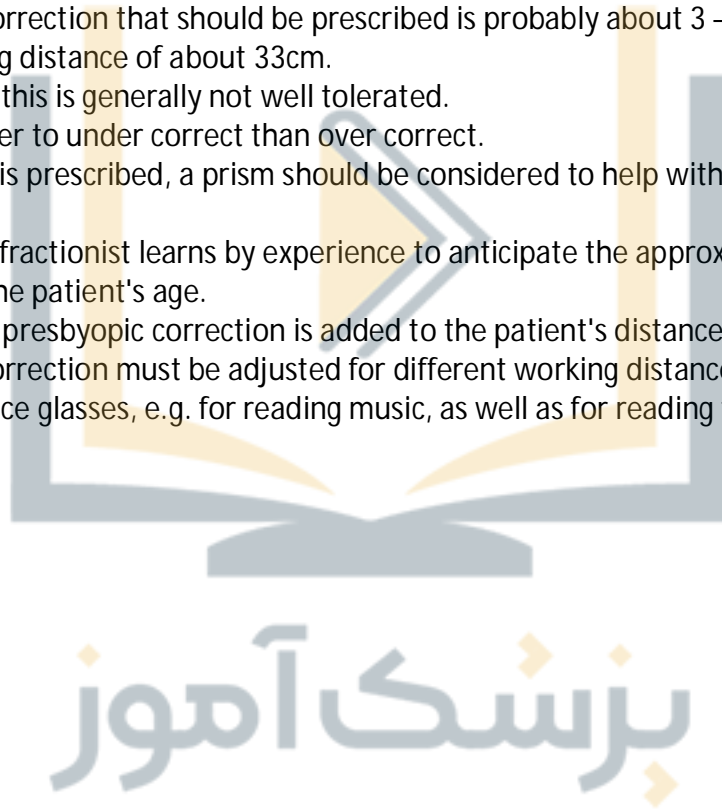 orrection that should be prescribed is probably about 3 –
g distance of about 33cm.
this is generally not well tolerated.
er to under correct than over correct.
is prescribed, a prism should be considered to help with
fractionist learns by experience to anticipate the approx
ne patient's age.
presbyopic correction is added to the patient's distance
orrection must be adjusted for different working distanc
ce glasses, e.g. for reading music, as well as for reading
پزشک آموز